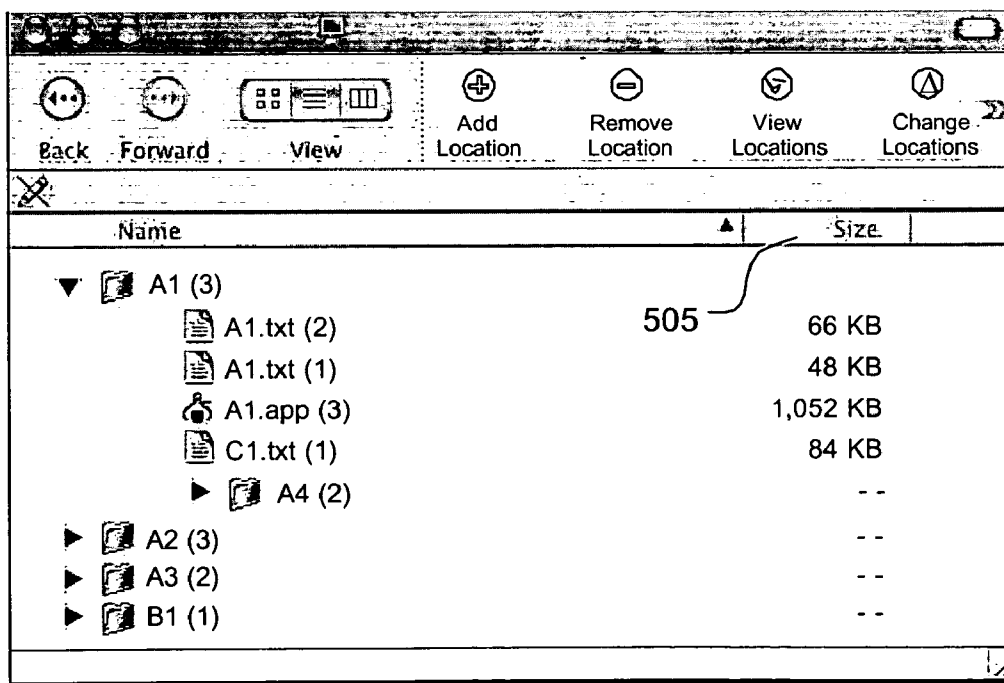 Back Forward View Add Location Remove Location View Locations Change Locations
Name Size
A1 (3)
505
A1.txt (2) 66 KB
A1.txt (1) 48 KB
A1.app (3) 1,052 KB
C1.txt (1) 84 KB
A4 (2) - -
A2 (3) - -
A3 (2) - -
B1 (1) - -